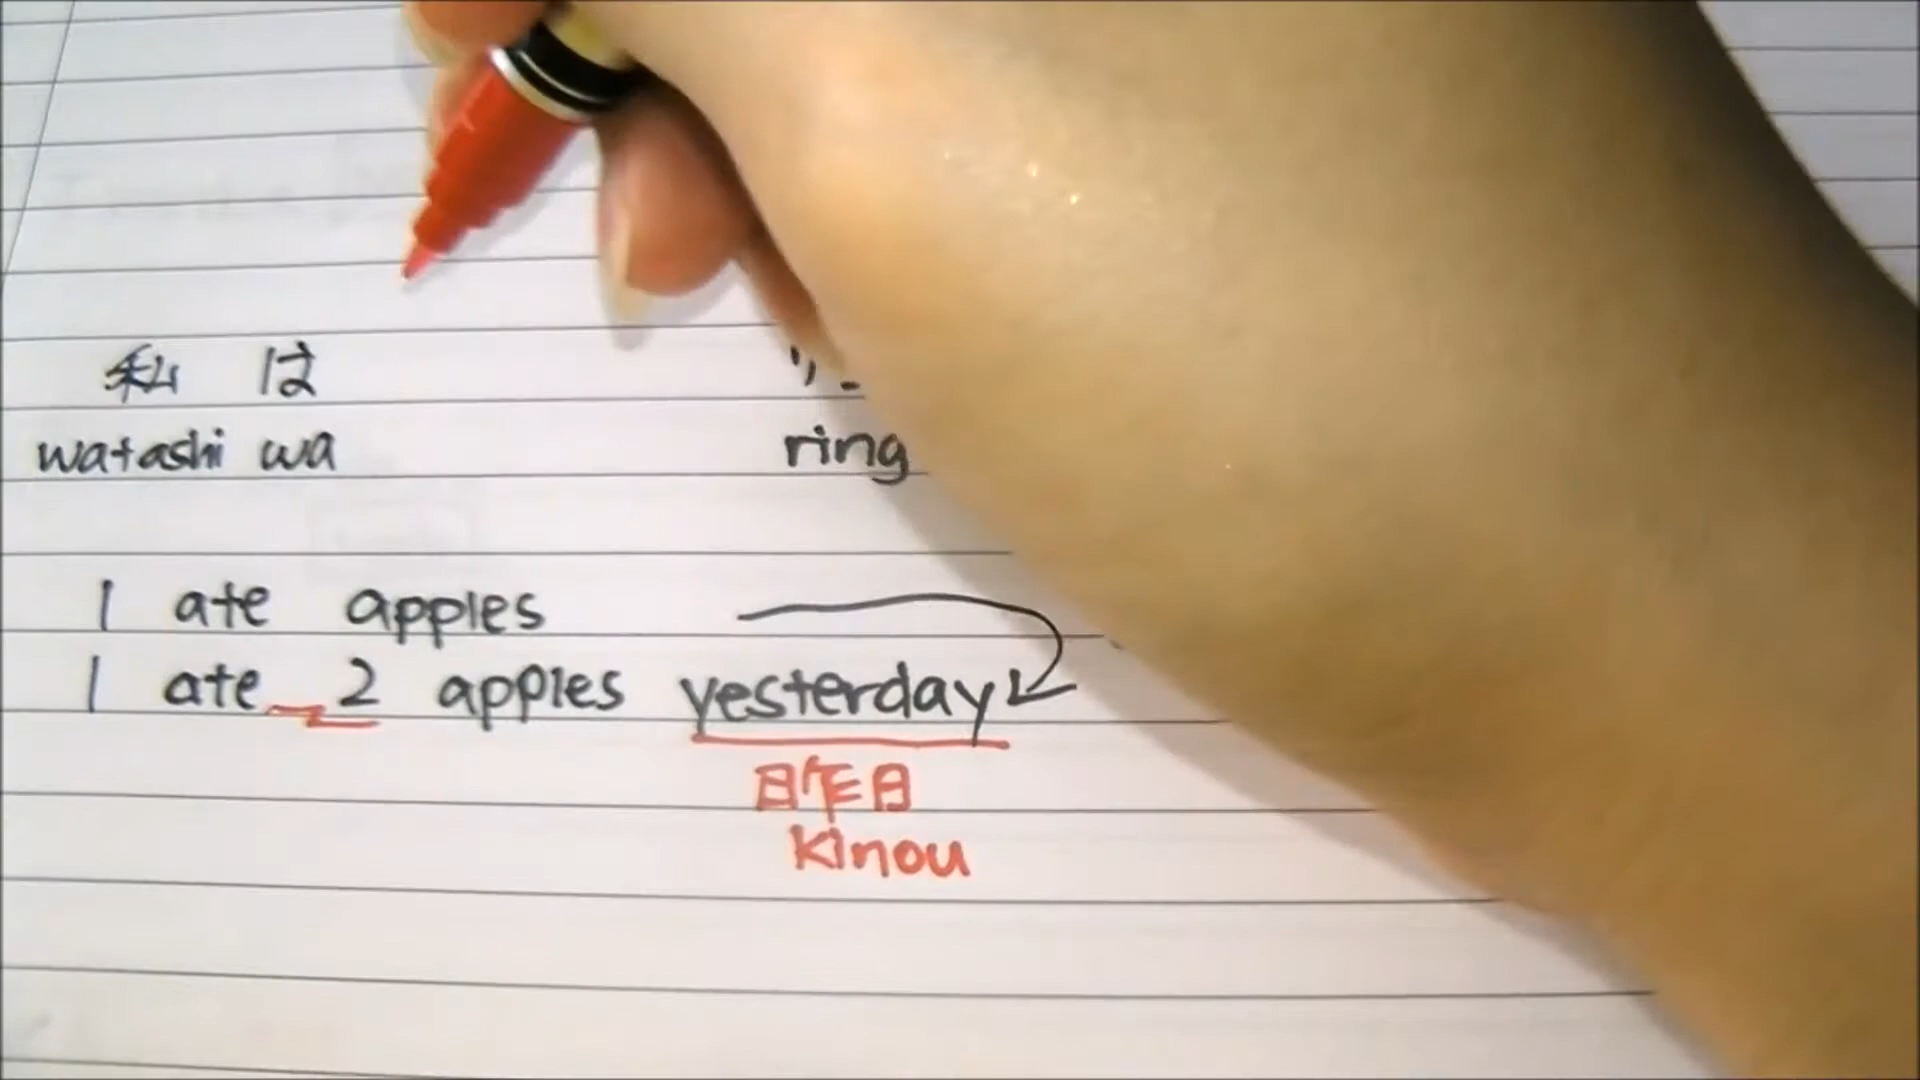 私 は
watashi wa ring
I ate apples
I ate 2 apples yesterday
昨日
kinou